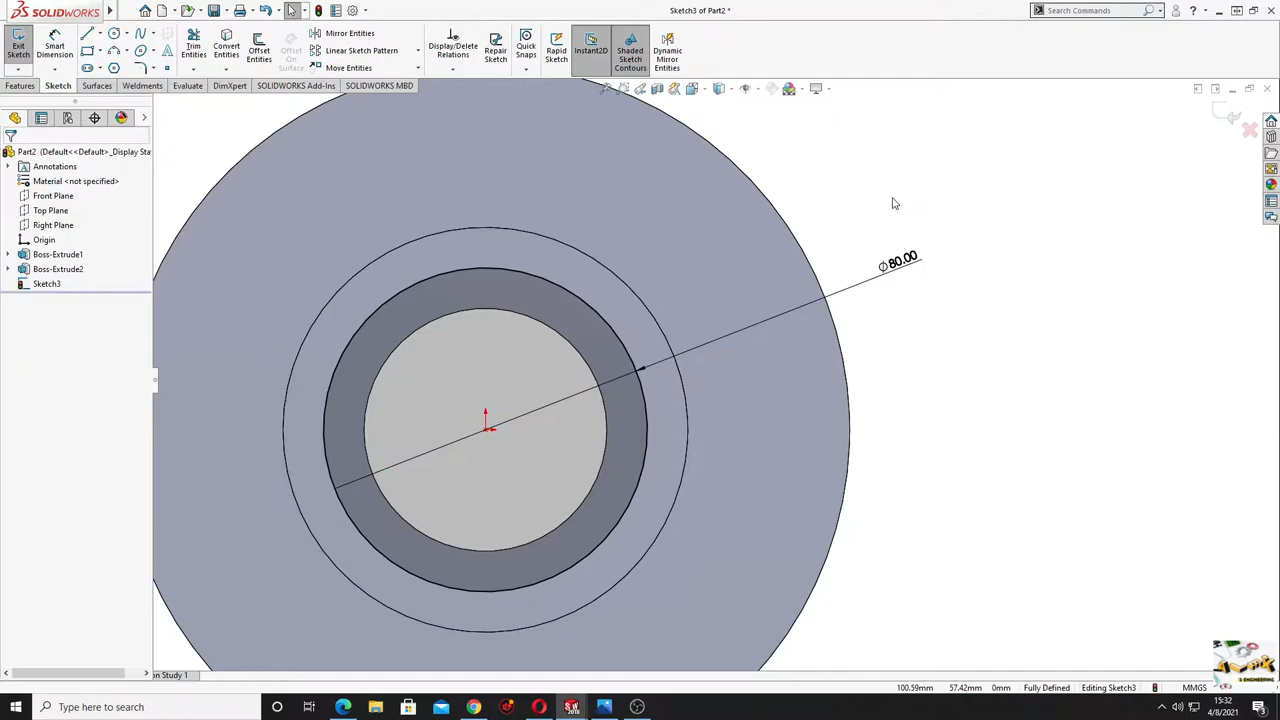 SOLIDWORKS
Sketch3 of Part2 *
Search Commands
Exit Sketch
Smart Dimension
Trim Entities
Convert Entities
Offset Entities
Offset On Surface
Mirror Entities
Linear Sketch Pattern
Move Entities
Display/Delete Relations
Repair Sketch
Quick Snaps
Rapid Sketch
Instant2D
Shaded Sketch Contours
Dynamic Mirror Entities
Features
Sketch
Surfaces
Weldments
Evaluate
DimXpert
SOLIDWORKS Add-Ins
SOLIDWORKS MBD
Part2 (Default<<Default>_Display Sta
Annotations
Material <not specified>
Front Plane
Top Plane
Right Plane
Origin
Boss-Extrude1
Boss-Extrude2
Sketch3
∅80.00
on Study 1
100.59mm
57.42mm
0mm
Fully Defined
Editing Sketch3
MMGS
Type here to search
15:32
4/8/2021